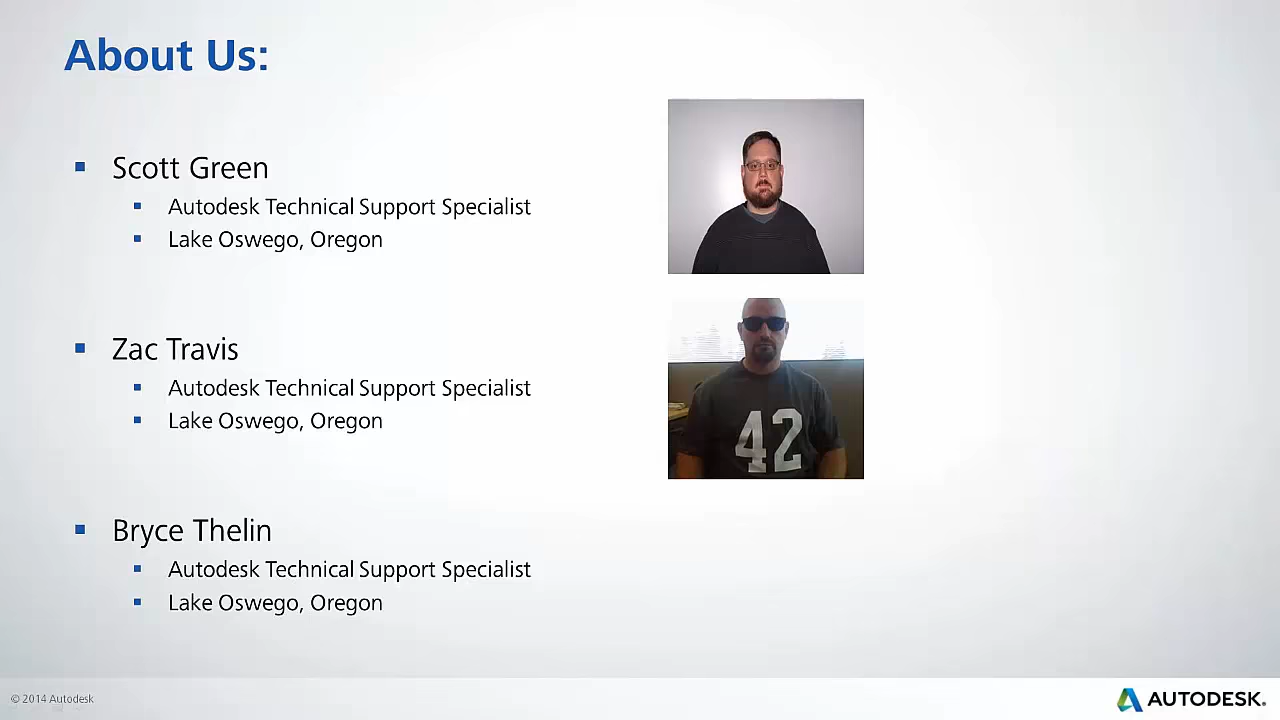 About Us:
Scott Green
Autodesk Technical Support Specialist
Lake Oswego, Oregon
Zac Travis
Autodesk Technical Support Specialist
Lake Oswego, Oregon
42
Bryce Thelin
Autodesk Technical Support Specialist
Lake Oswego, Oregon
© 2014 Autodesk
AUTODESK.